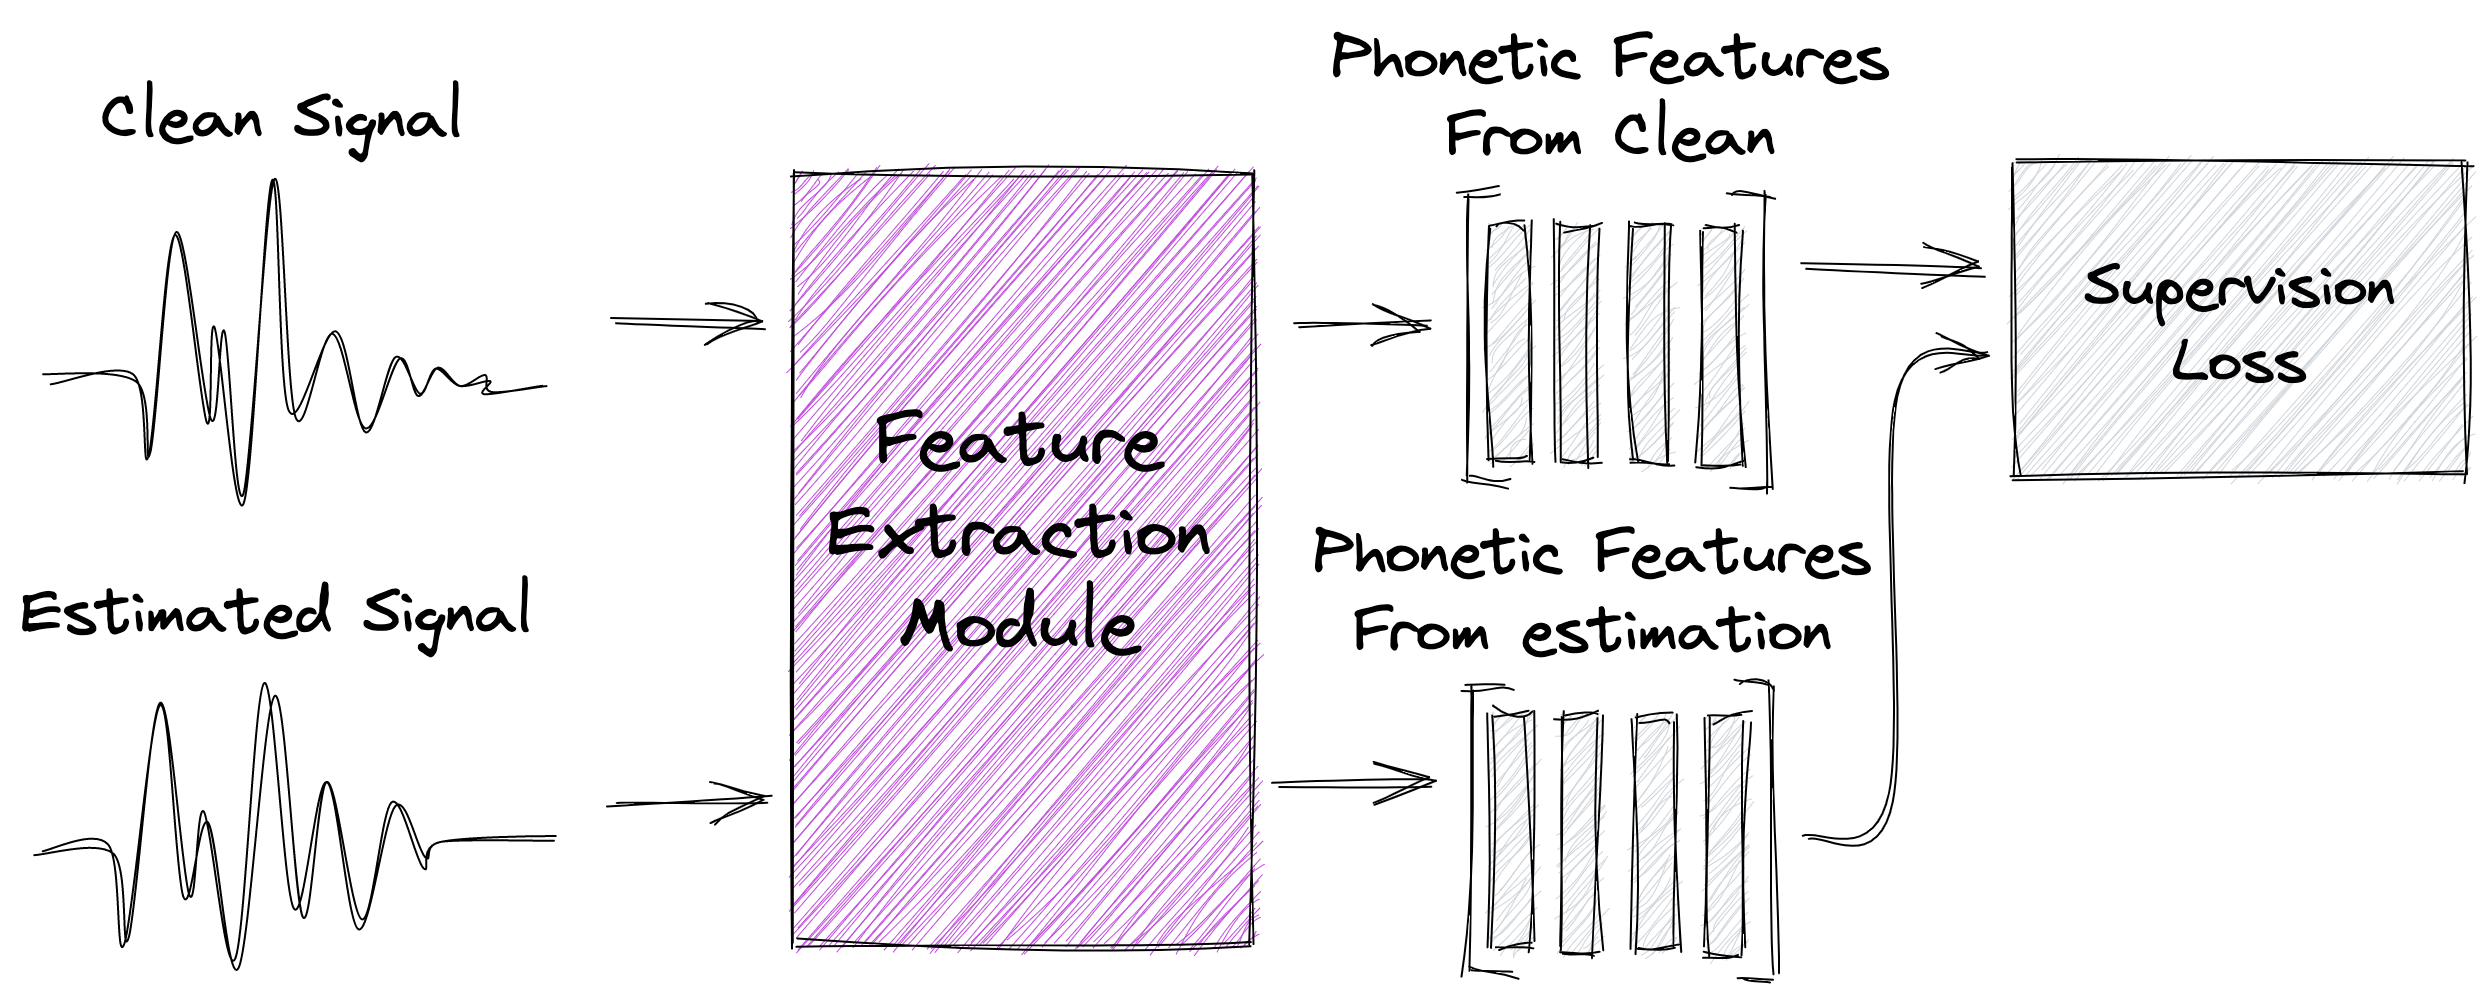 Clean Signal
Estimated Signal
Feature
Extraction
Module
Phonetic Features
From Clean
Phonetic Features
From estimation
Supervision
Loss